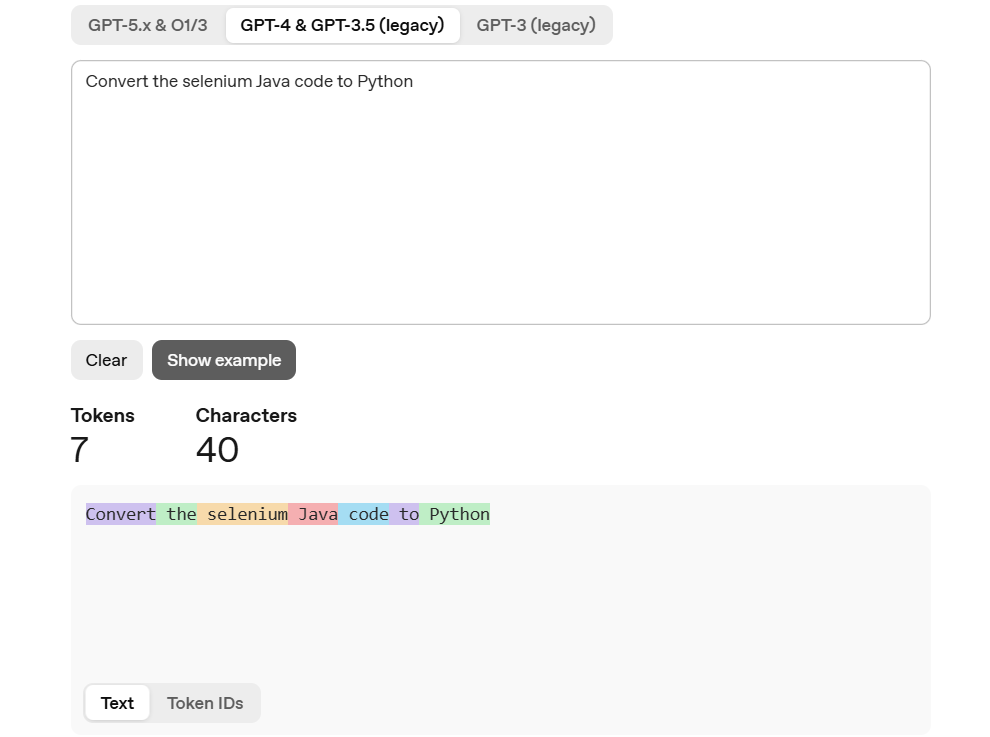 GPT-5.x & O1/3 GPT-4 & GPT-3.5 (legacy) GPT-3 (legacy)
Convert the selenium Java code to Python
Clear Show example
Tokens Characters
7 40
Convert the selenium Java code to Python
Text Token IDs